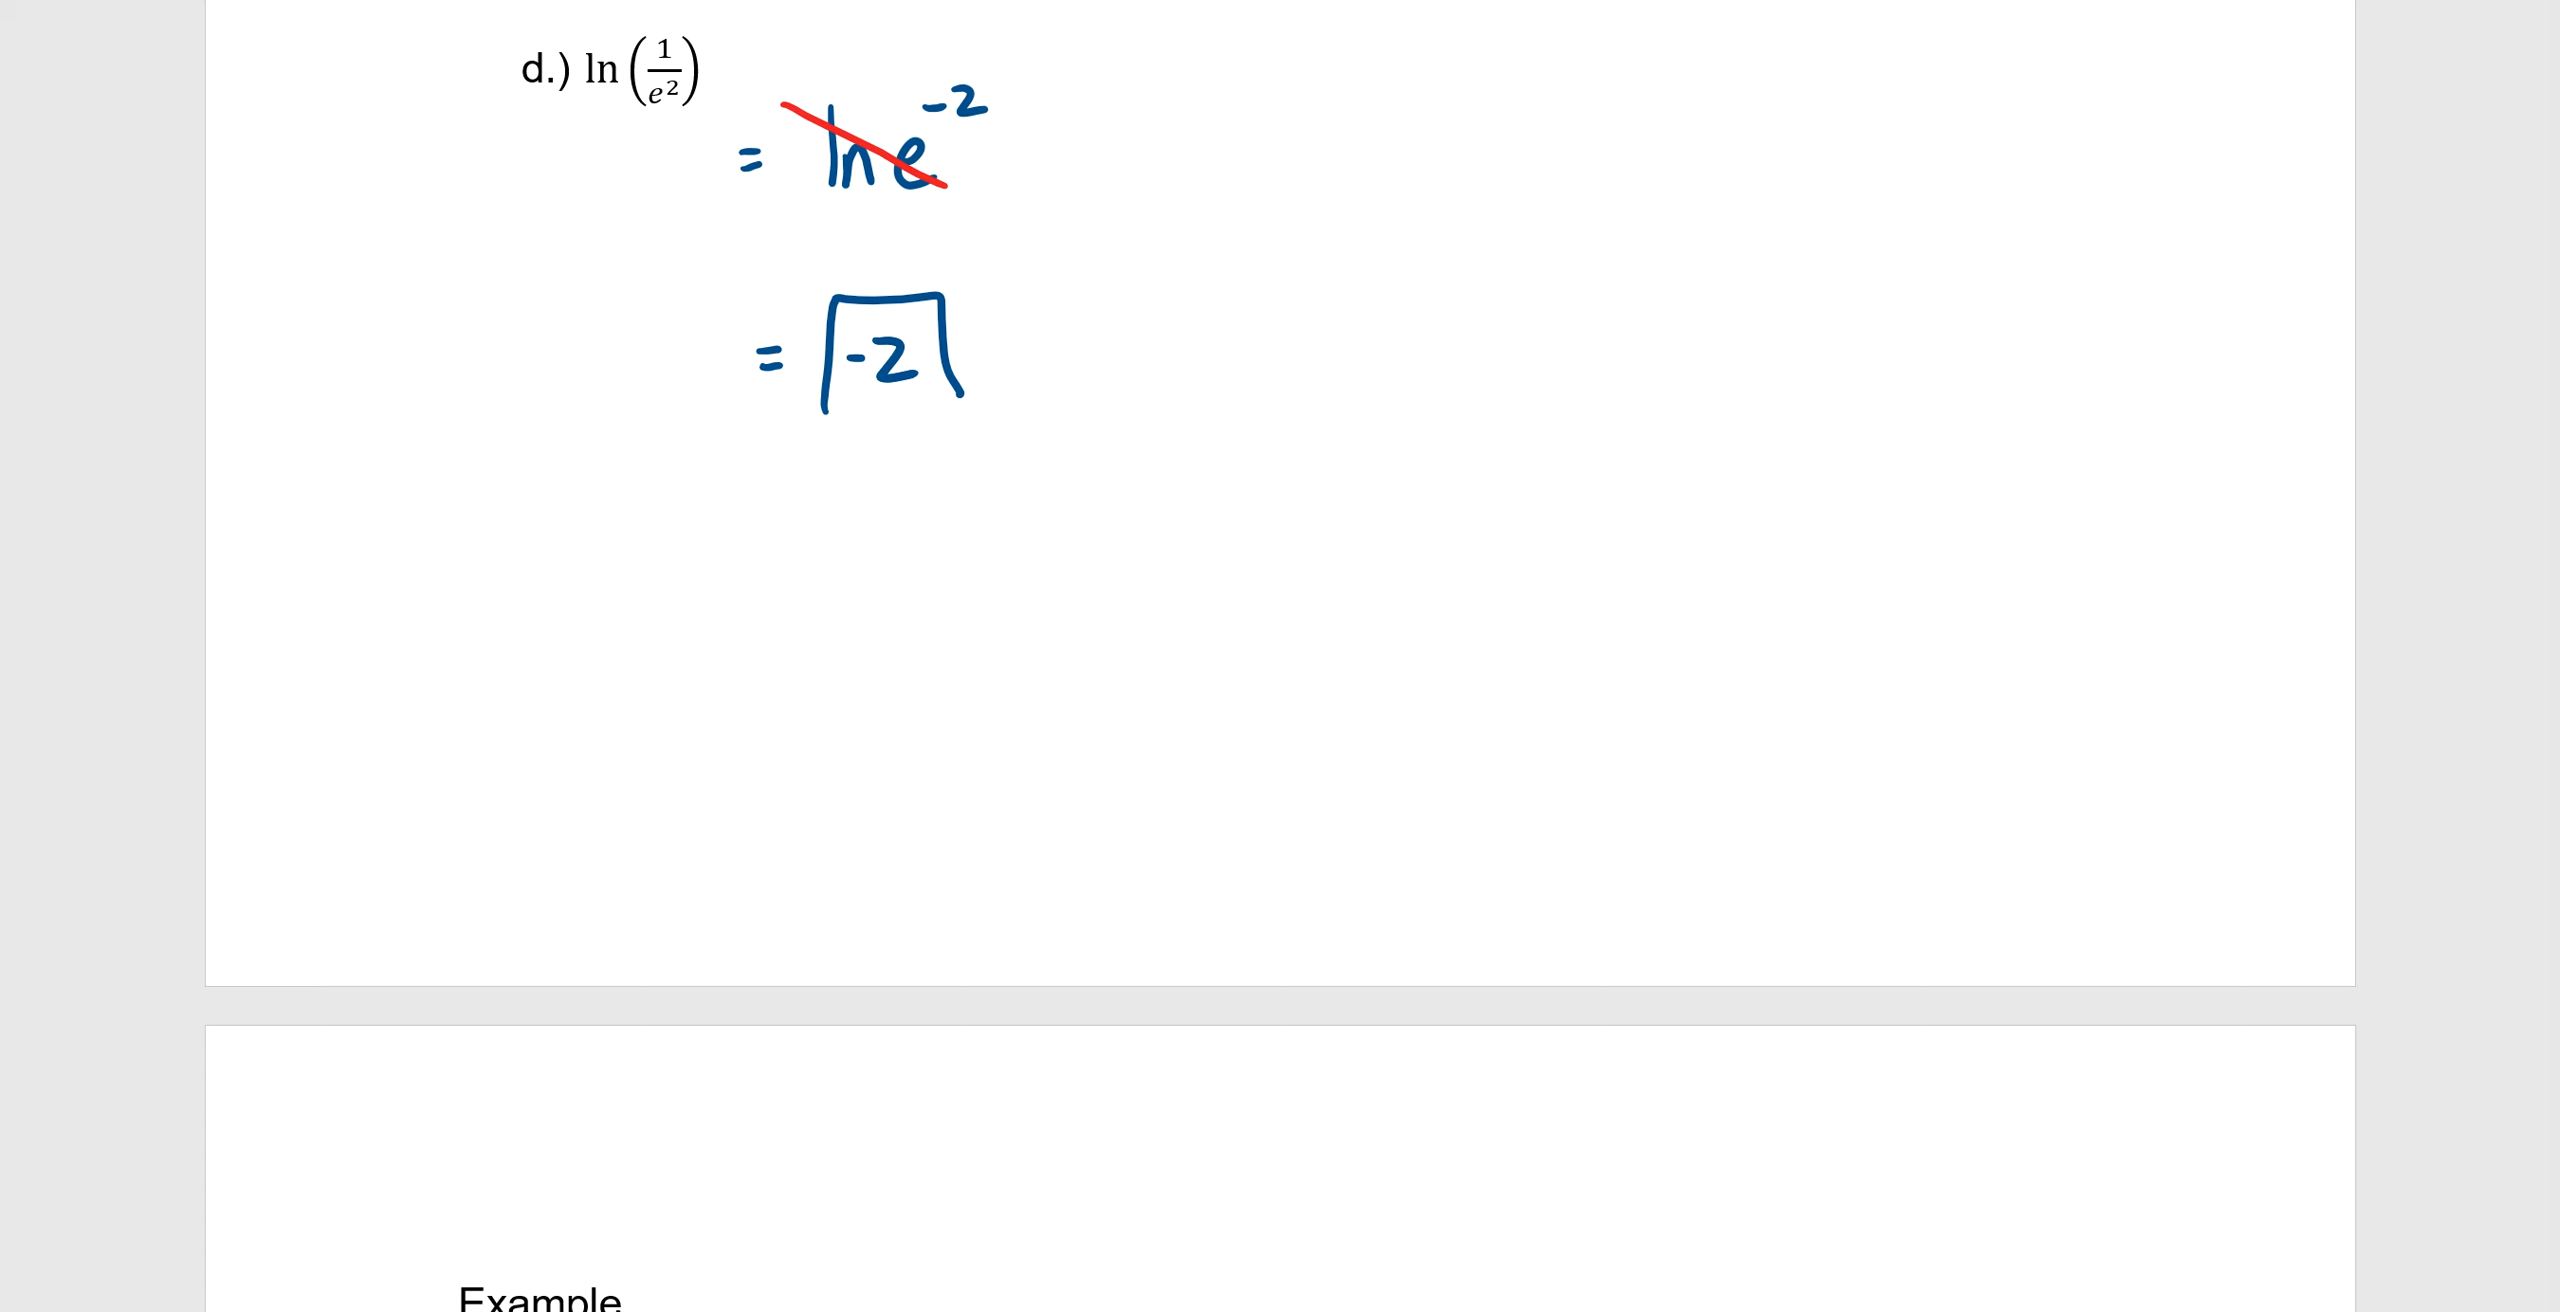 d.) ln(1/e²)
= ln e⁻²
= -2
Example